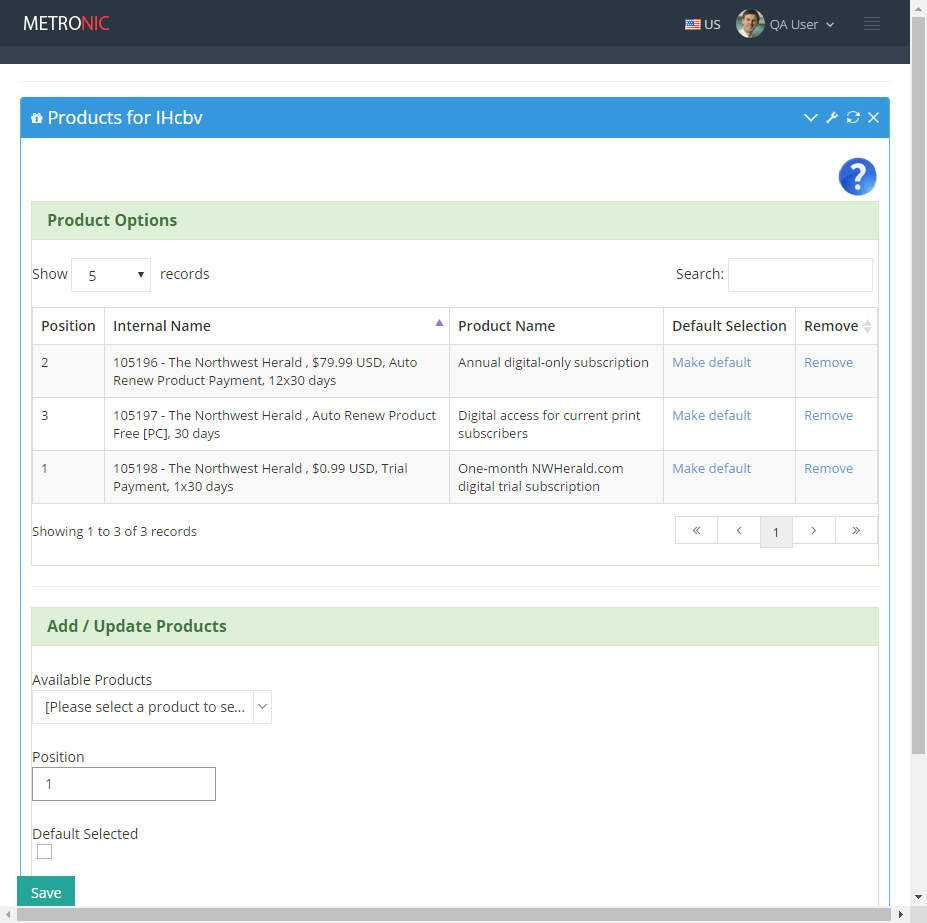 METRONIC
US
QA User
Products for IHcbv
?
Product Options
Show 5 records
Search:
Position Internal Name Product Name Default Selection Remove
2 105196 - The Northwest Herald , $79.99 USD, Auto Annual digital-only subscription Make default Remove
Renew Product Payment, 12x30 days
3 105197 - The Northwest Herald , Auto Renew Product Digital access for current print Make default Remove
Free [PC], 30 days subscribers
1 105198 - The Northwest Herald , $0.99 USD, Trial One-month NWHerald.com Make default Remove
Payment, 1x30 days digital trial subscription
Showing 1 to 3 of 3 records
« ‹ 1 › »
Add / Update Products
Available Products
[Please select a product to se...
Position
1
Default Selected
Save